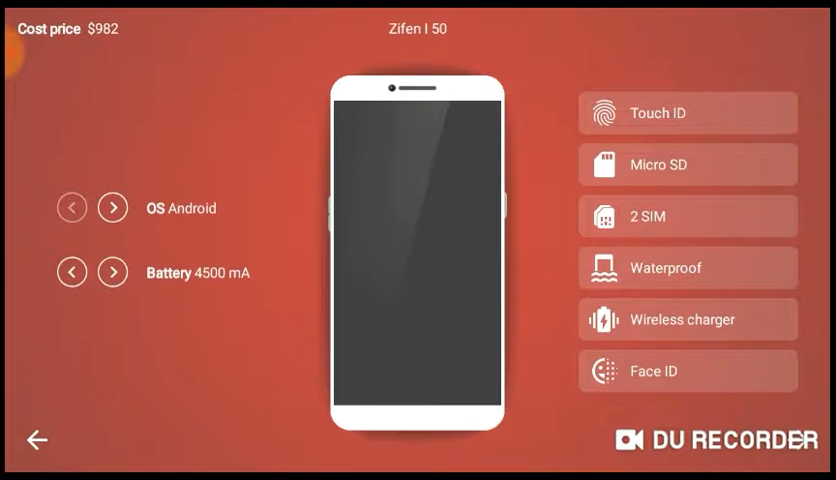 Cost price $982
Zifen I 50
Touch ID
Micro SD
OS Android
2 SIM
Waterproof
Battery 4500 mA
Wireless charger
Face ID
DU RECORDER